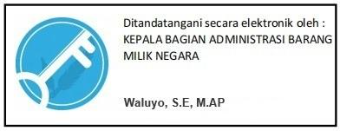 Ditandatangani secara elektronik oleh :
KEPALA BAGIAN ADMINISTRASI BARANG
MILIK NEGARA
Waluyo, S.E, M.AP